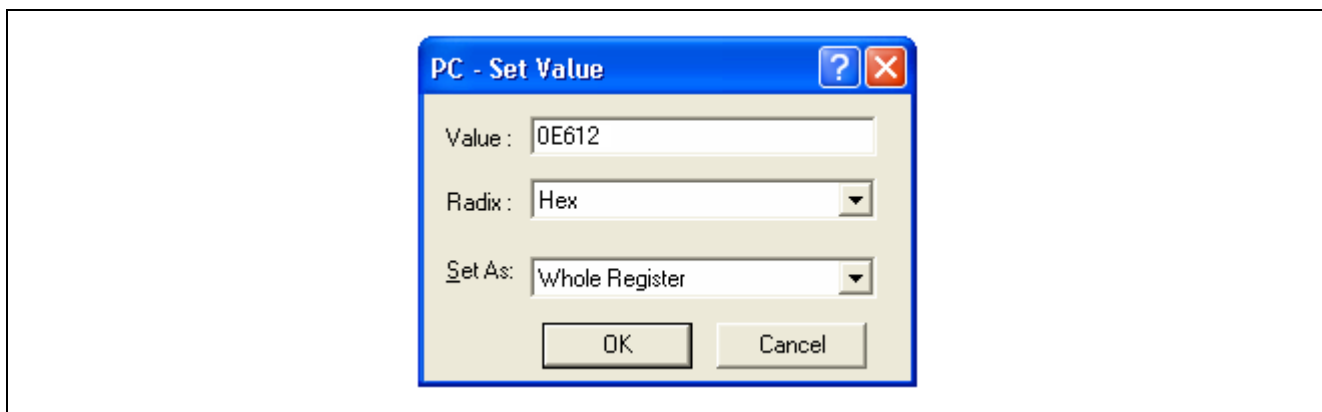 PC - Set Value
Value : 0E612
Radix : Hex
Set As: Whole Register
OK Cancel